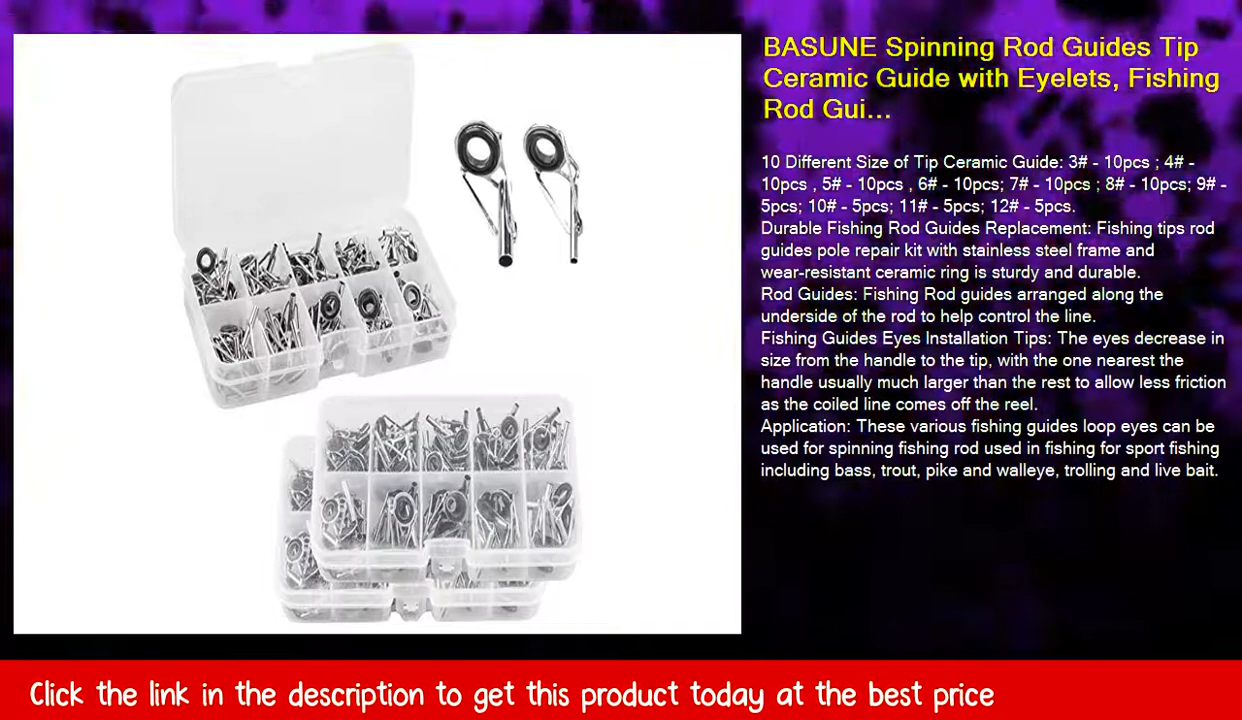 BASUNE Spinning Rod Guides Tip
Ceramic Guide with Eyelets, Fishing
Rod Gui...
10 Different Size of Tip Ceramic Guide: 3# - 10pcs ; 4# -
10pcs , 5# - 10pcs , 6# - 10pcs; 7# - 10pcs ; 8# - 10pcs; 9# -
5pcs; 10# - 5pcs; 11# - 5pcs; 12# - 5pcs.
Durable Fishing Rod Guides Replacement: Fishing tips rod
guides pole repair kit with stainless steel frame and
wear-resistant ceramic ring is sturdy and durable.
Rod Guides: Fishing Rod guides arranged along the
underside of the rod to help control the line.
Fishing Guides Eyes Installation Tips: The eyes decrease in
size from the handle to the tip, with the one nearest the
handle usually much larger than the rest to allow less friction
as the coiled line comes off the reel.
Application: These various fishing guides loop eyes can be
used for spinning fishing rod used in fishing for sport fishing
including bass, trout, pike and walleye, trolling and live bait.
Click the link in the description to get this product today at the best price